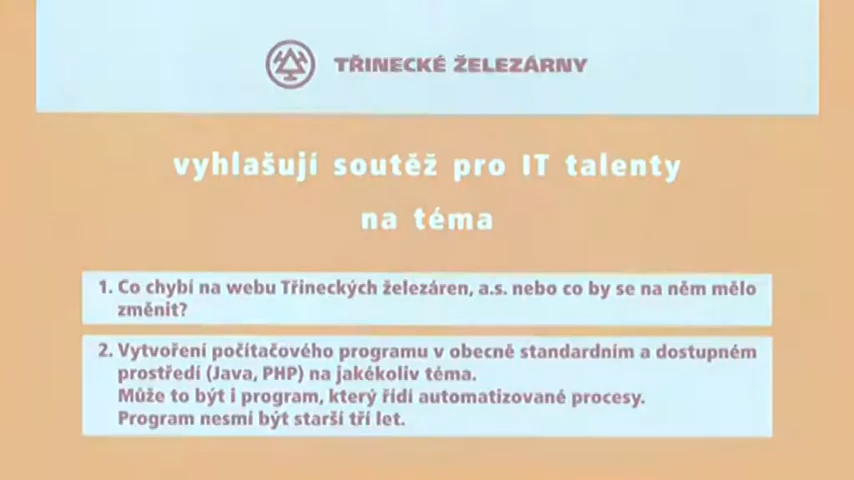 TŘINECKÉ ŽELEZÁRNY
vyhlašují soutěž pro IT talenty
na téma
1. Co chybí na webu Třineckých železáren, a.s. nebo co by se na něm mělo
změnit?
2. Vytvoření počítačového programu v obecně standardním a dostupném
prostředí (Java, PHP) na jakékoliv téma.
Může to být i program, který řídí automatizované procesy.
Program nesmí být starší tří let.